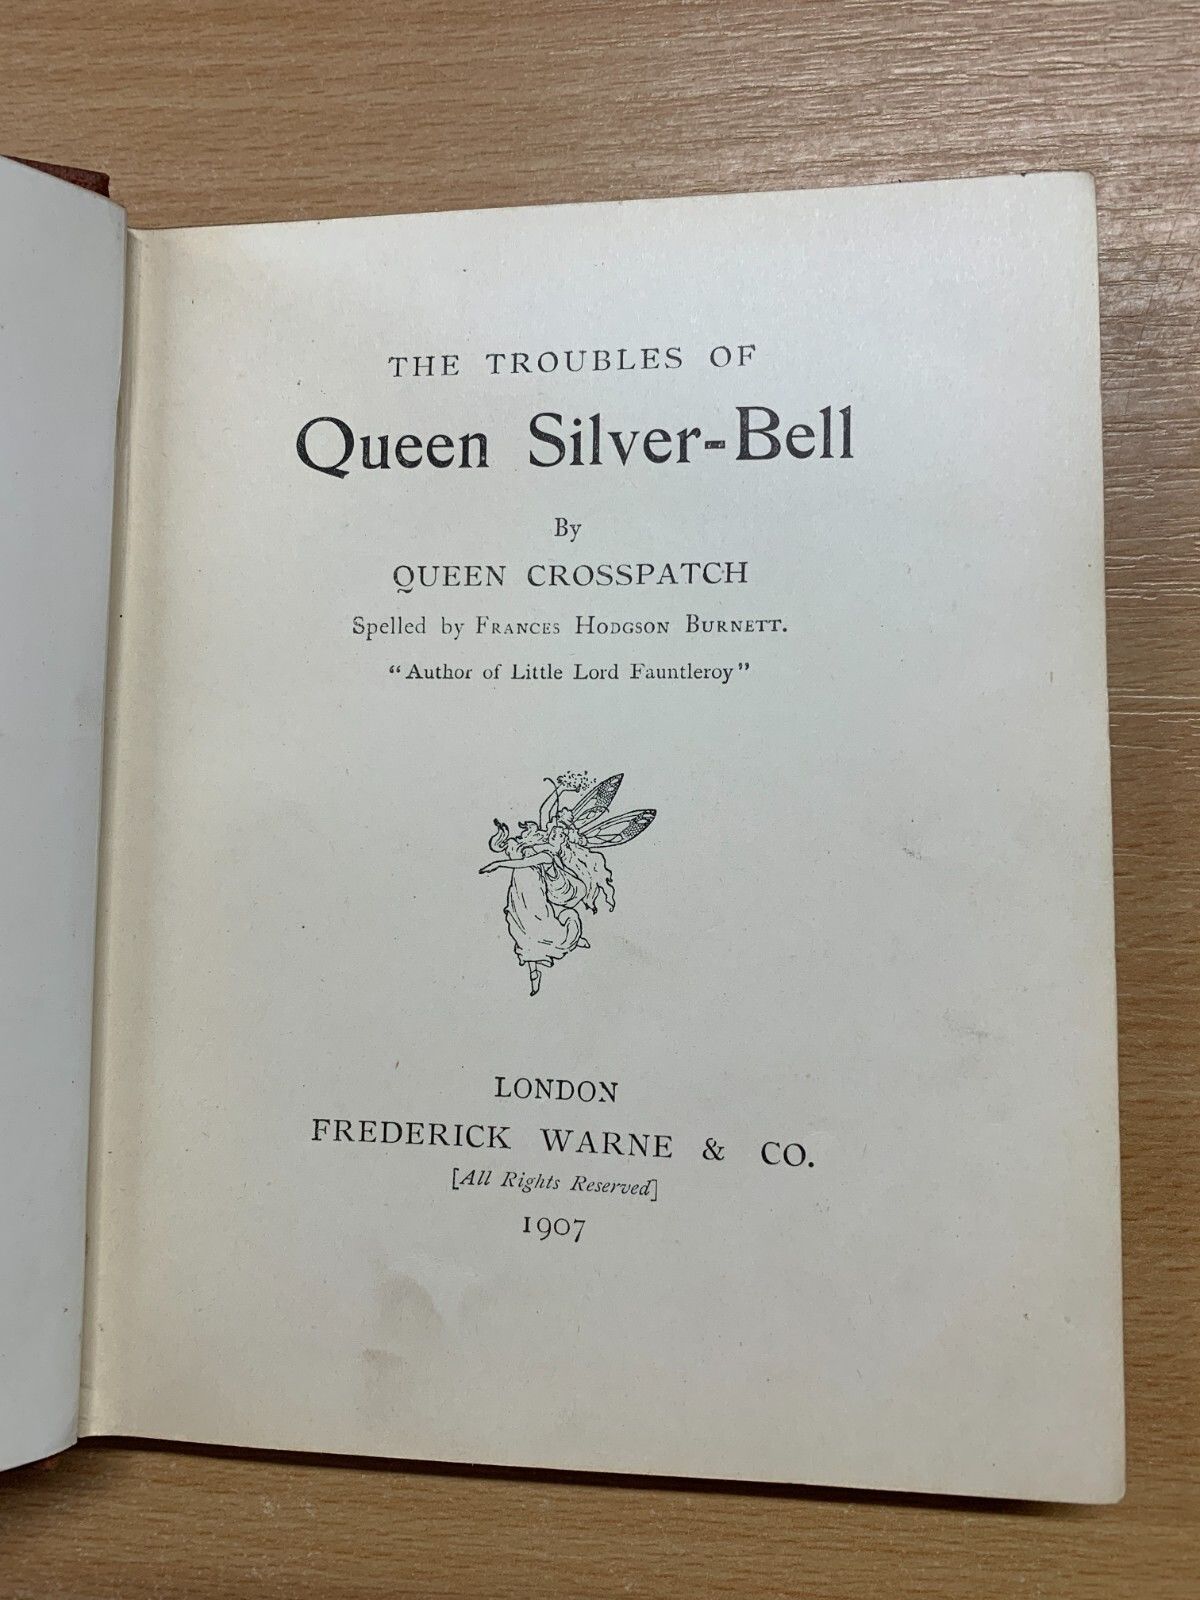 THE TROUBLES OF
Queen Silver-Bell
By
QUEEN CROSSPATCH
Spelled by FRANCES HODGSON BURNETT.
"Author of Little Lord Fauntleroy"
LONDON
FREDERICK WARNE & CO.
[All Rights Reserved]
1907